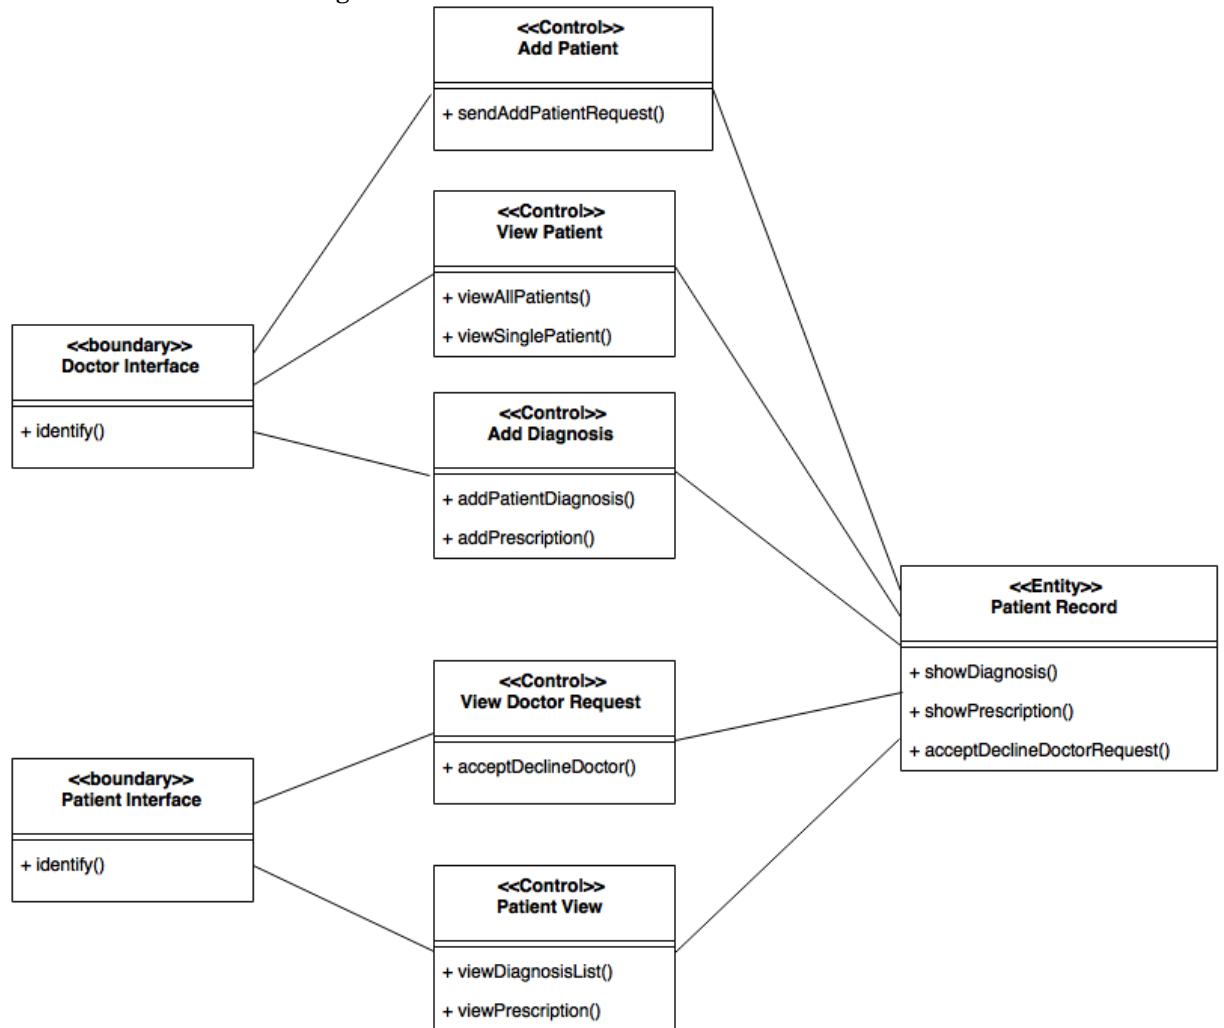 <<Control>>
Add Patient
+ sendAddPatientRequest()
<<Control>>
View Patient
+ viewAllPatients()
+ viewSinglePatient()
<<boundary>>
Doctor Interface
+ identify()
<<Control>>
Add Diagnosis
+ addPatientDiagnosis()
+ addPrescription()
<<Entity>>
Patient Record
+ showDiagnosis()
+ showPrescription()
+ acceptDeclineDoctorRequest()
<<Control>>
View Doctor Request
+ acceptDeclineDoctor()
<<boundary>>
Patient Interface
+ identify()
<<Control>>
Patient View
+ viewDiagnosisList()
+ viewPrescription()